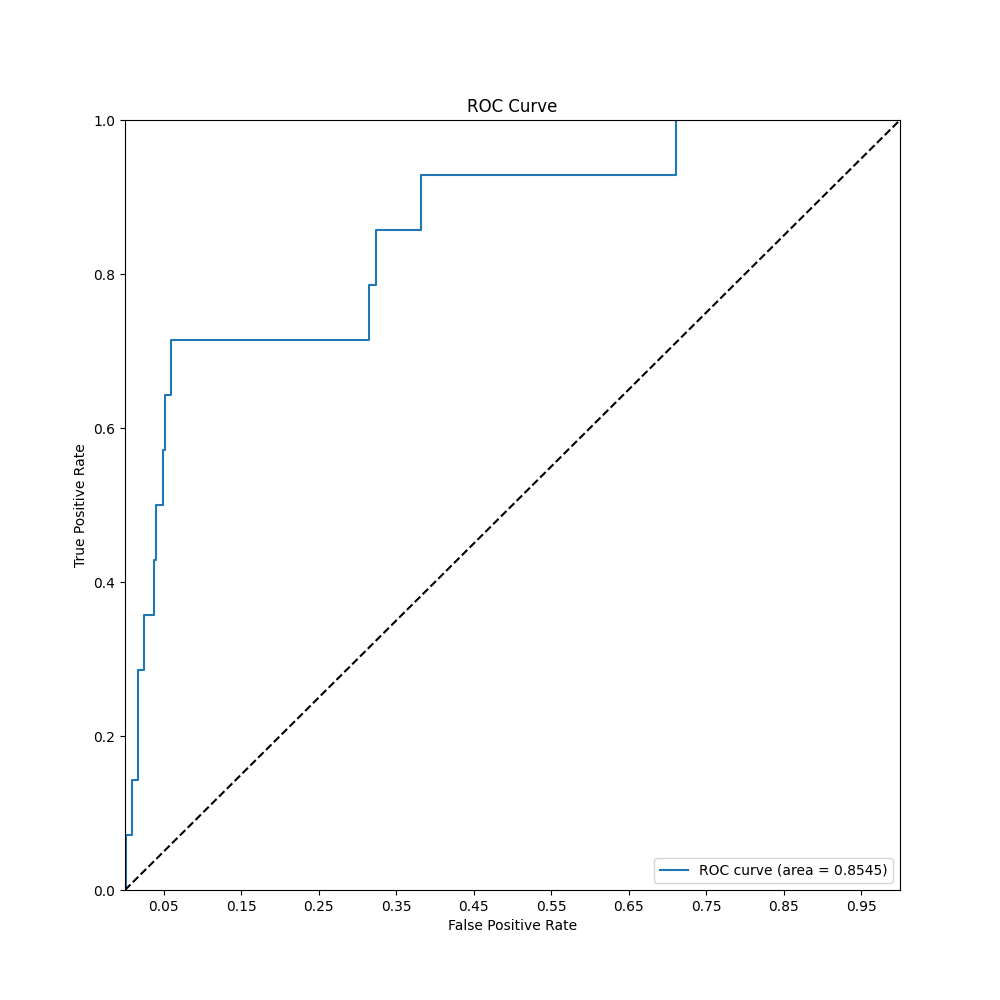 ROC Curve
1.0
0.8
0.6
0.4
0.2
0.0
True Positive Rate
ROC curve (area = 0.8545)
0.05 0.15 0.25 0.35 0.45 0.55 0.65 0.75 0.85 0.95
False Positive Rate